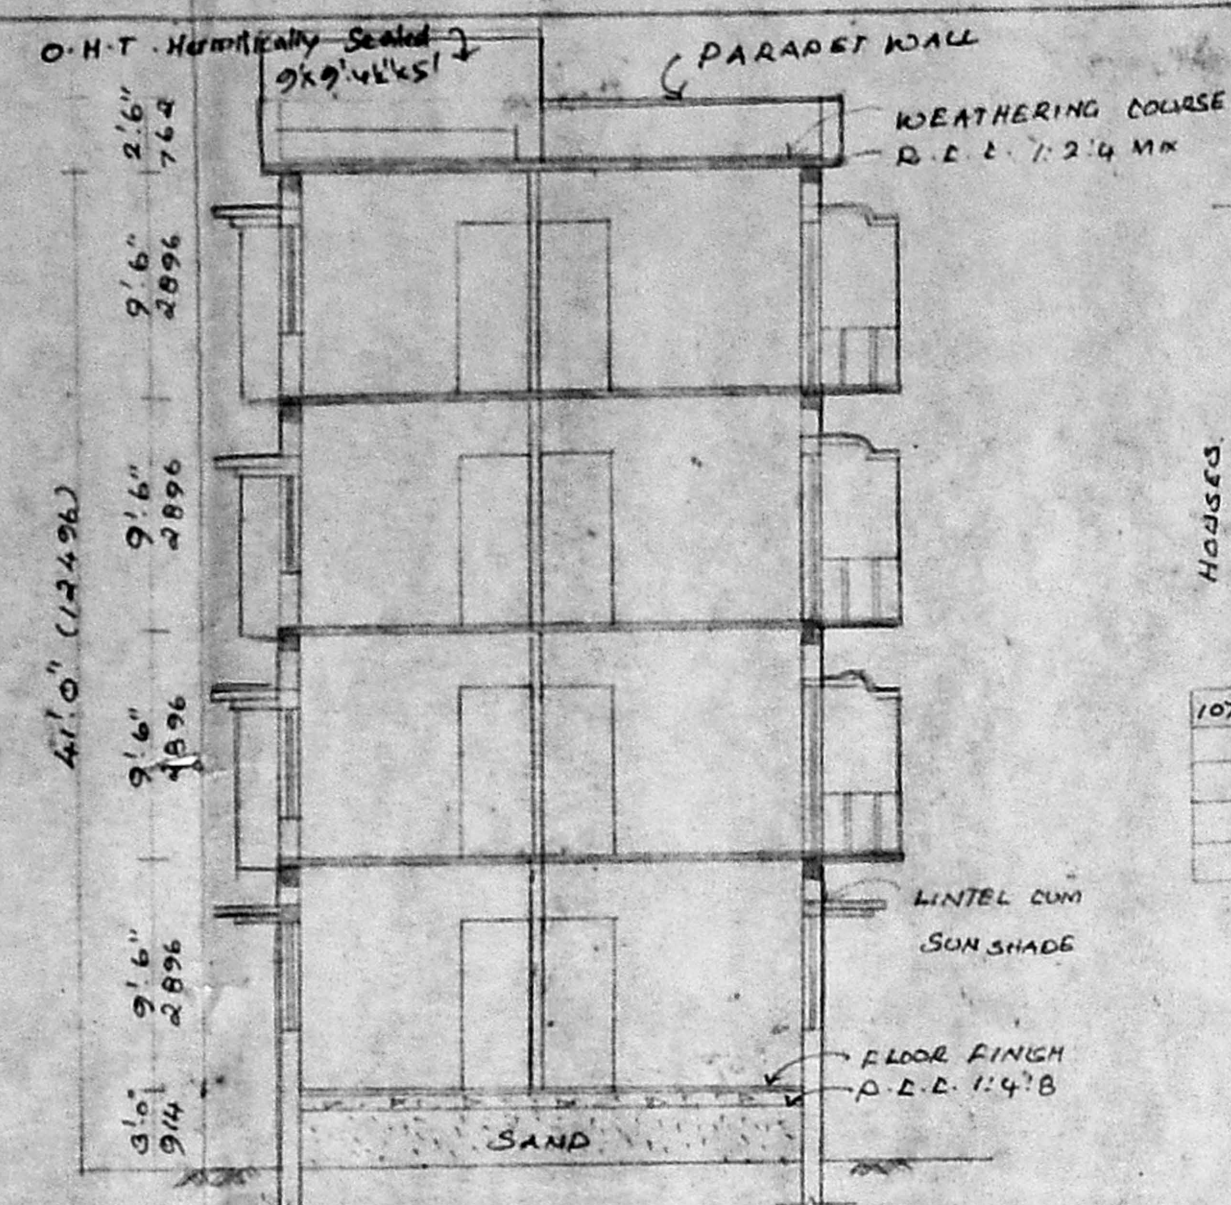 O.H.T. Hermitically Sealed
9'x9'.4½"x5'
PARAPET WALL
WEATHERING COURSE
R.C.C. 1:2:4 Mix
2'.6"
762
9'.6"
2896
9'.6"
2896
9'.6"
2896
9'.6"
2896
3'.0"
914
41'.0" (12496)
HOUSES
107
LINTEL CUM
SUN SHADE
FLOOR FINISH
P.C.C. 1:4:8
SAND